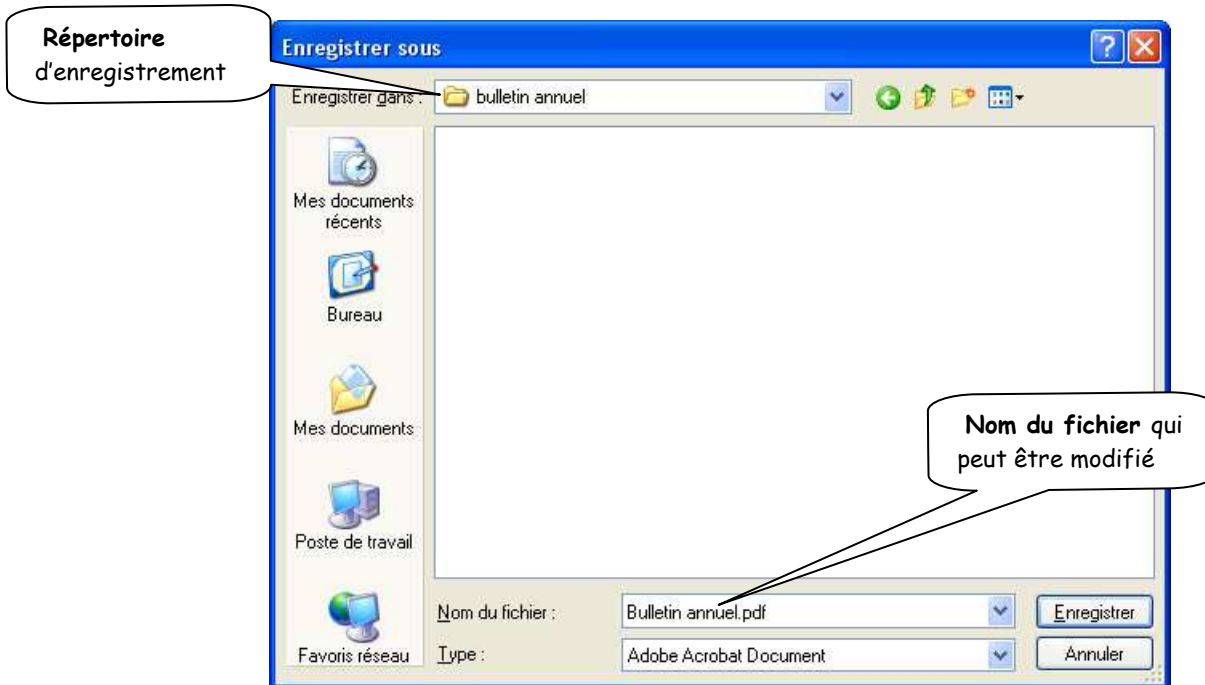 Répertoire
d'enregistrement
Enregistrer sous
Enregistrer dans :
bulletin annuel
Mes documents
récents
Bureau
Mes documents
Poste de travail
Favoris réseau
Nom du fichier qui
peut être modifié
Nom du fichier :
Bulletin annuel.pdf
Enregistrer
Type :
Adobe Acrobat Document
Annuler